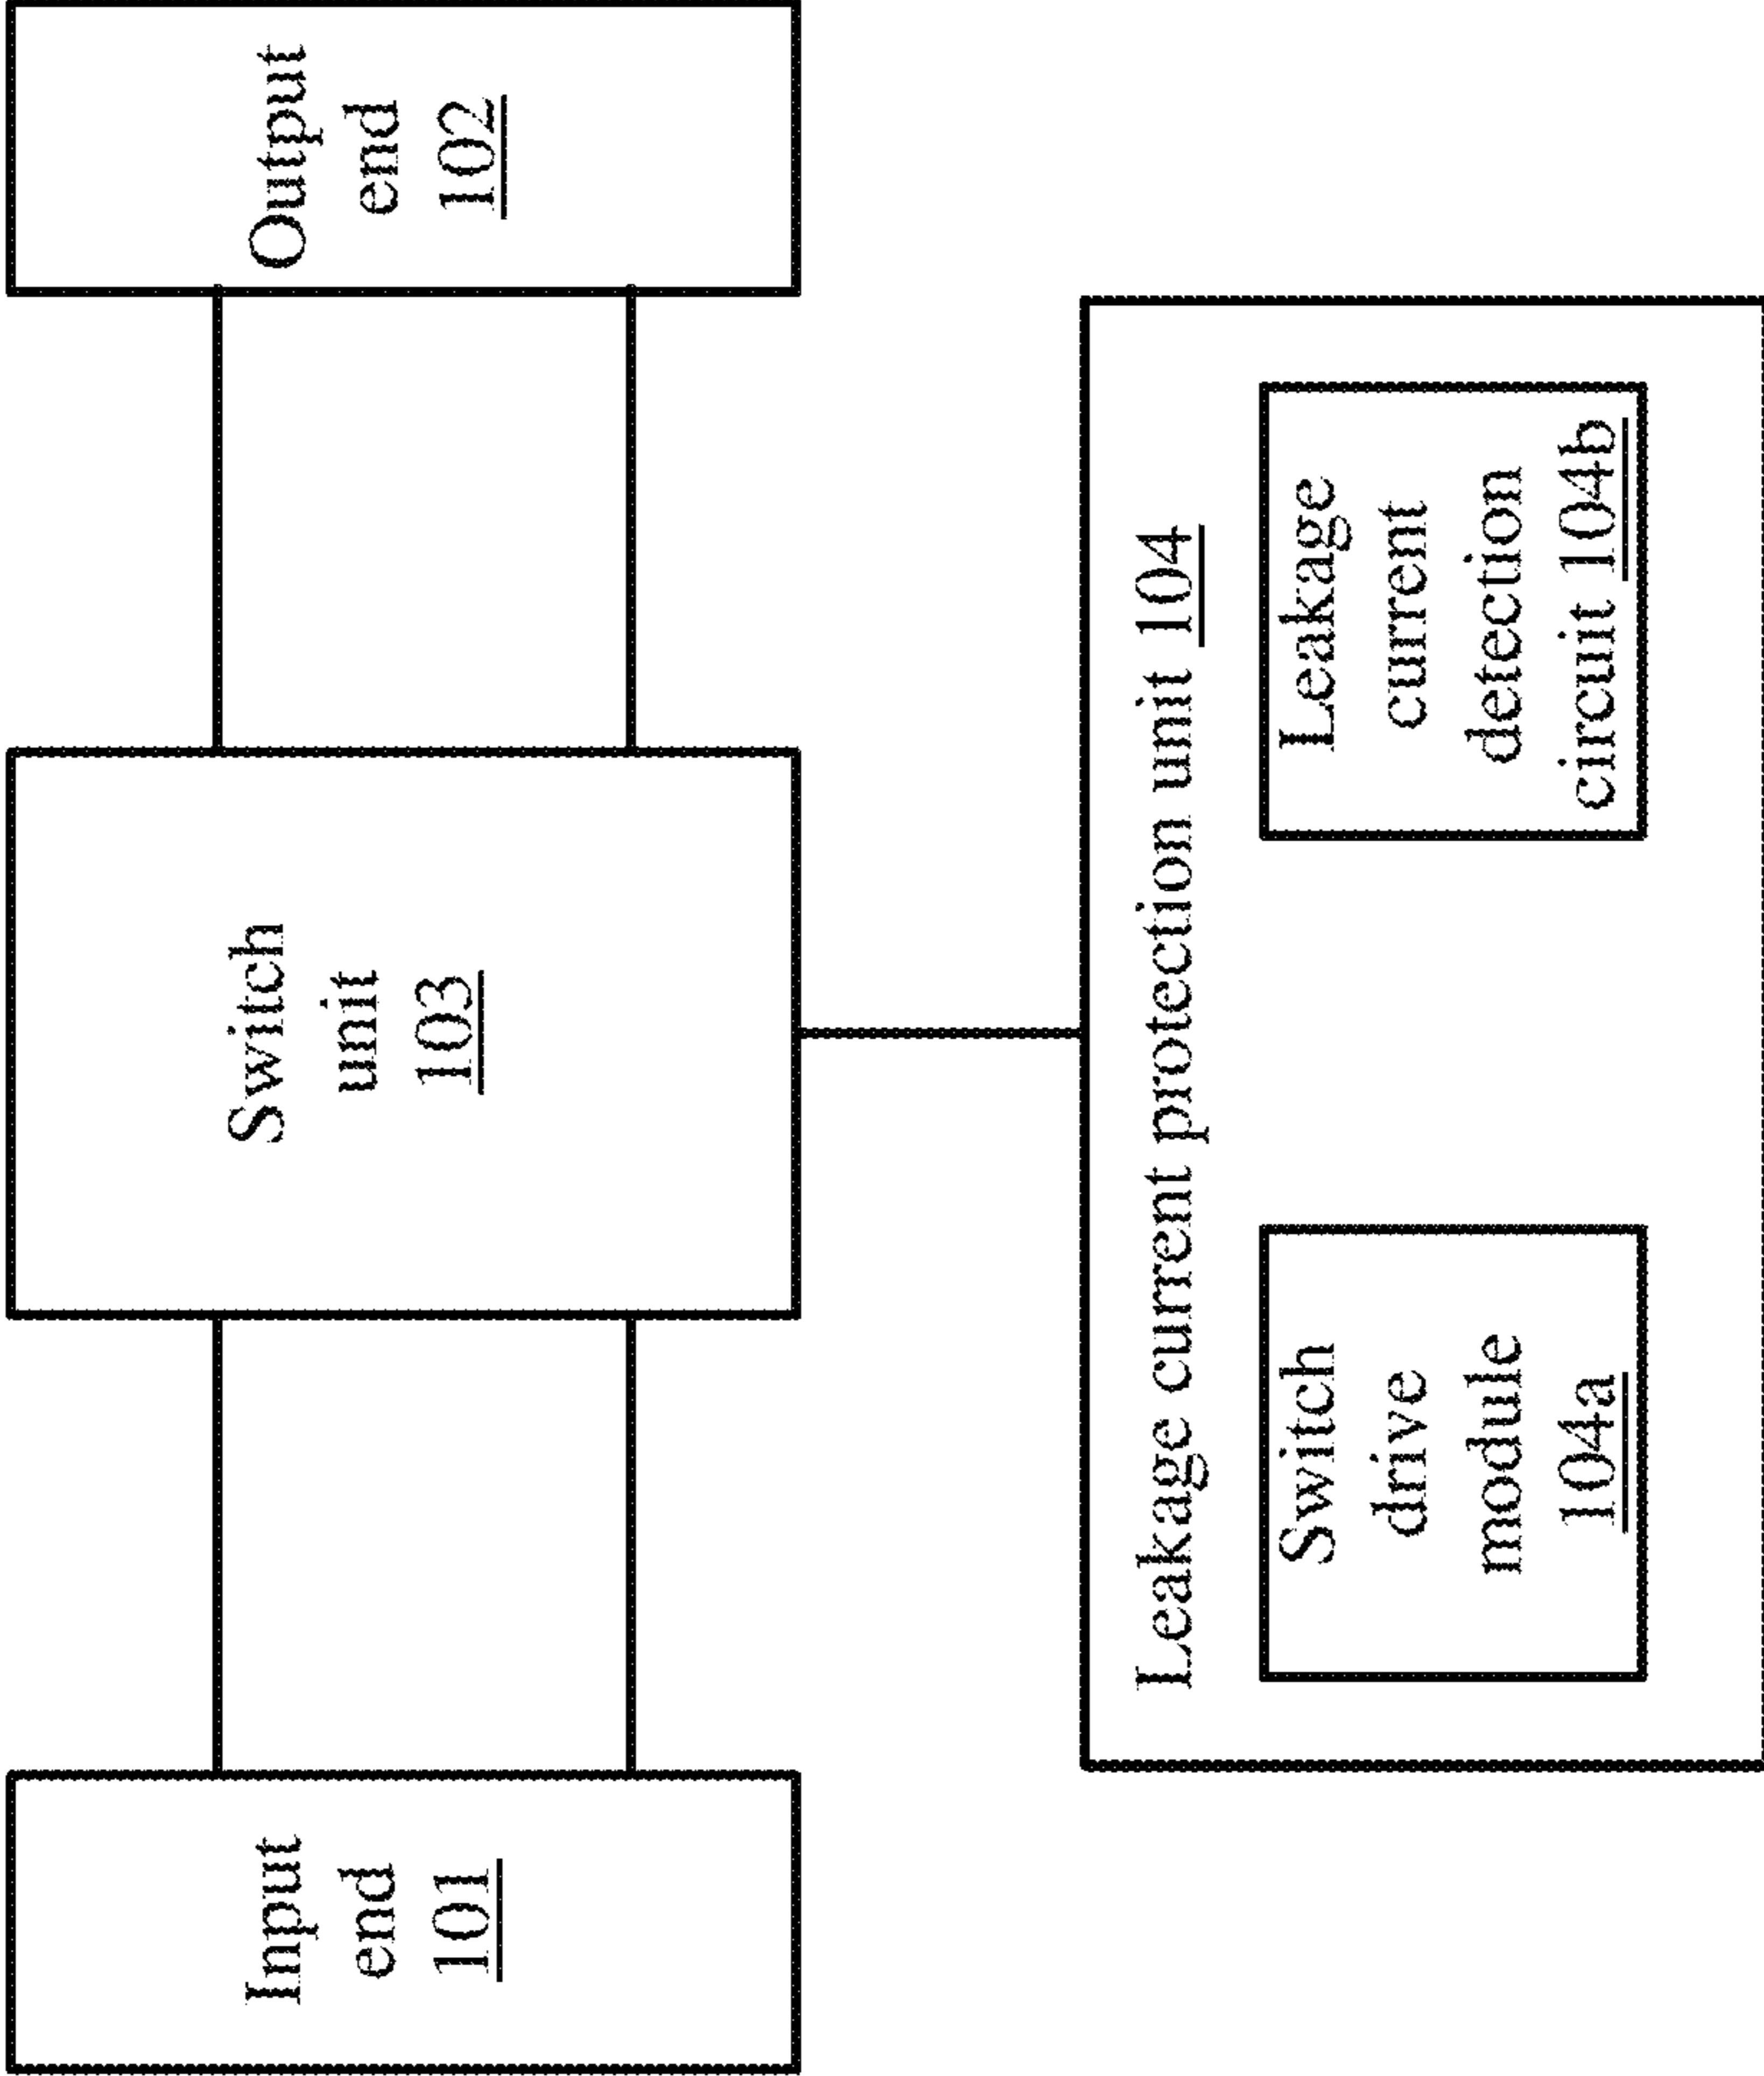 Input
end
101
Switch
unit
103
Output
end
102
Leakage current protection unit 104
Switch
drive
module
104a
Leakage
current
detection
circuit 104b